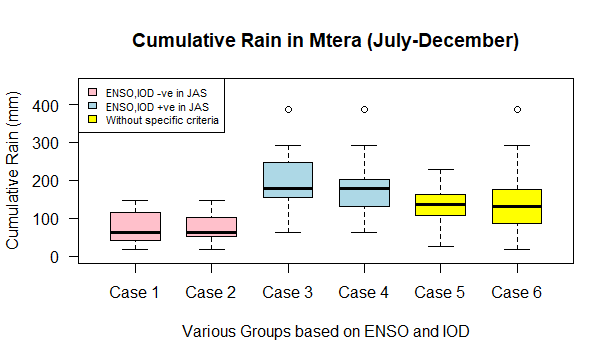 Cumulative Rain in Mtera (July-December)
ENSO,IOD -ve in JAS
ENSO,IOD +ve in JAS
Without specific criteria
Cumulative Rain (mm)
400
300
200
100
0
Case 1 Case 2 Case 3 Case 4 Case 5 Case 6
Various Groups based on ENSO and IOD